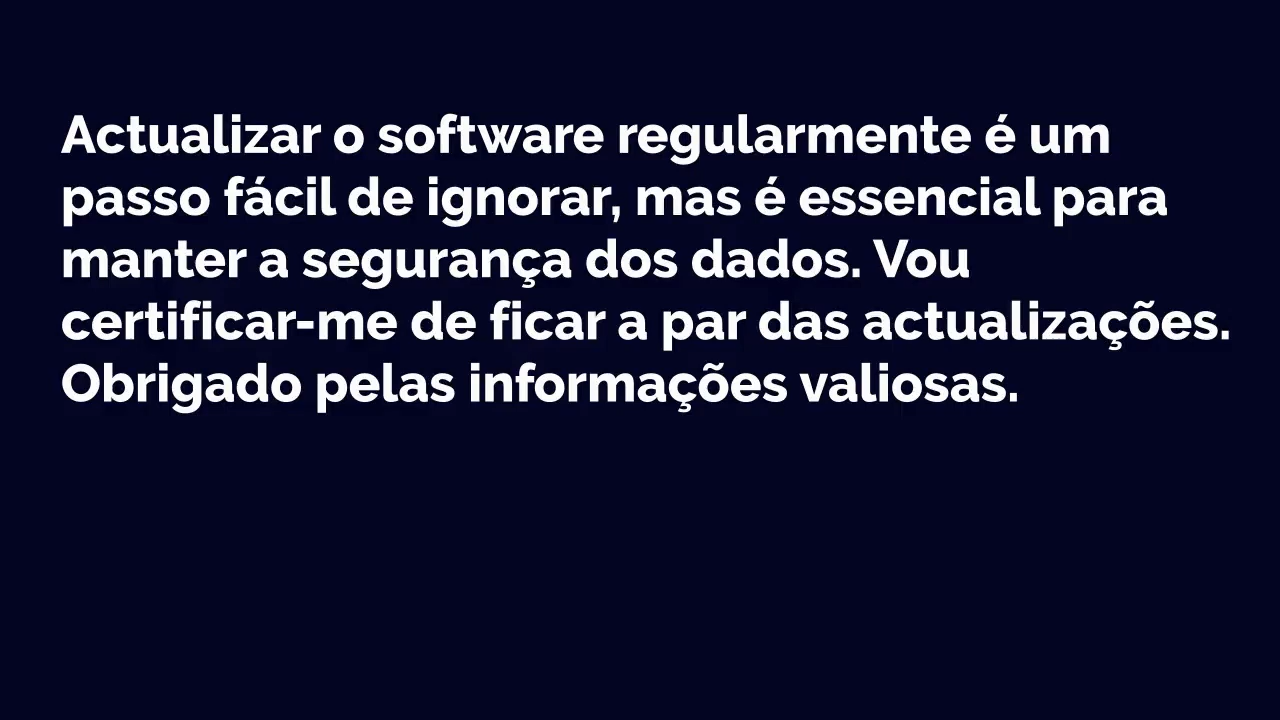 Actualizar o software regularmente é um
passo fácil de ignorar, mas é essencial para
manter a segurança dos dados. Vou
certificar-me de ficar a par das actualizações.
Obrigado pelas informações valiosas.